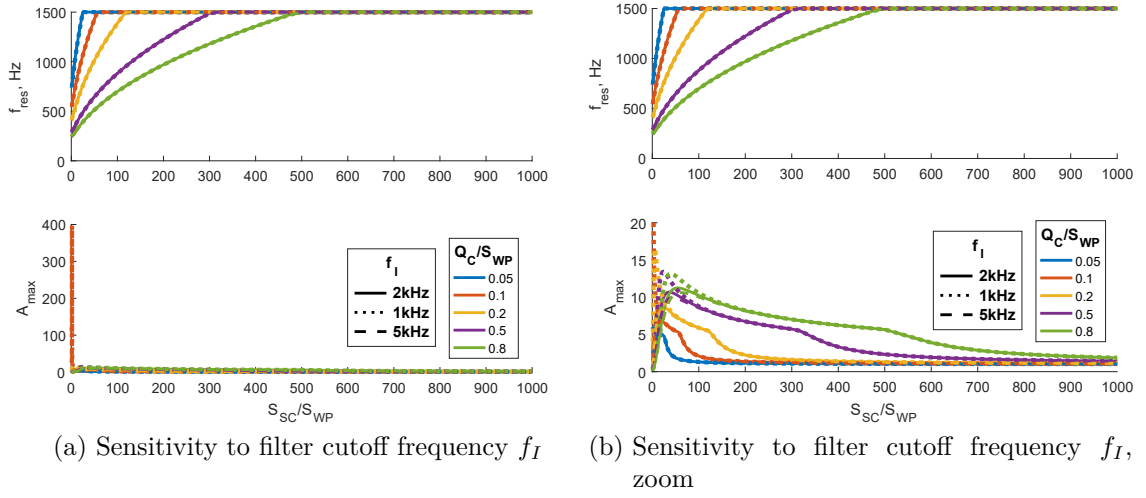 1500
1000
500
0
f_res, Hz
0 100 200 300 400 500 600 700 800 900 1000
400
300
200
100
0
A_max
f_I
2kHz
1kHz
5kHz
Q_C/S_WP
0.05
0.1
0.2
0.5
0.8
0 100 200 300 400 500 600 700 800 900 1000
S_SC/S_WP
(a) Sensitivity to filter cutoff frequency f_I
1500
1000
500
0
f_res, Hz
0 100 200 300 400 500 600 700 800 900 1000
20
15
10
5
0
A_max
f_I
2kHz
1kHz
5kHz
Q_C/S_WP
0.05
0.1
0.2
0.5
0.8
0 100 200 300 400 500 600 700 800 900 1000
S_SC/S_WP
(b) Sensitivity to filter cutoff frequency f_I,
zoom